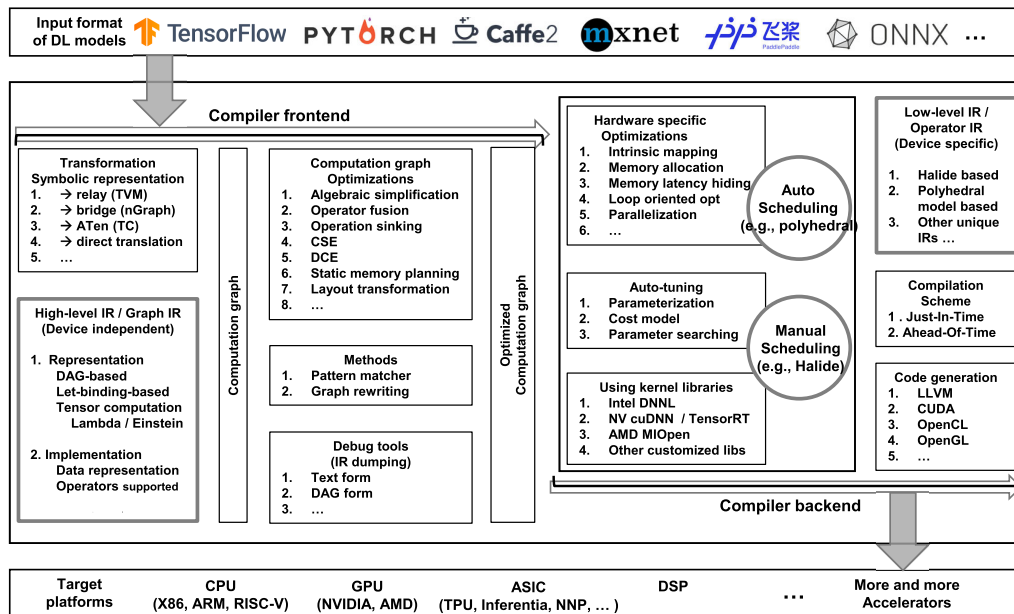 Input format
of DL models
TensorFlow
PYTORCH
Caffe2
mxnet
飞桨
PaddlePaddle
ONNX
...
Compiler frontend
Transformation
Symbolic representation
1. → relay (TVM)
2. → bridge (nGraph)
3. → ATen (TC)
4. → direct translation
5. ...
High-level IR / Graph IR
(Device independent)
1. Representation
DAG-based
Let-binding-based
Tensor computation
Lambda / Einstein
2. Implementation
Data representation
Operators supported
Computation graph
Computation graph
Optimizations
1. Algebraic simplification
2. Operator fusion
3. Operation sinking
4. CSE
5. DCE
6. Static memory planning
7. Layout transformation
8. ...
Methods
1. Pattern matcher
2. Graph rewriting
Debug tools
(IR dumping)
1. Text form
2. DAG form
3. ...
Optimized
Computation graph
Hardware specific
Optimizations
1. Intrinsic mapping
2. Memory allocation
3. Memory latency hiding
4. Loop oriented opt
5. Parallelization
6. ...
Auto
Scheduling
(e.g., polyhedral)
Auto-tuning
1. Parameterization
2. Cost model
3. Parameter searching
Manual
Scheduling
(e.g., Halide)
Using kernel libraries
1. Intel DNNL
2. NV cuDNN / TensorRT
3. AMD MIOpen
4. Other customized libs
Low-level IR /
Operator IR
(Device specific)
1. Halide based
2. Polyhedral
model based
3. Other unique
IRs ...
Compilation
Scheme
1 . Just-In-Time
2. Ahead-Of-Time
Code generation
1. LLVM
2. CUDA
3. OpenCL
4. OpenGL
5. ...
Compiler backend
Target
platforms
CPU
(X86, ARM, RISC-V)
GPU
(NVIDIA, AMD)
ASIC
(TPU, Inferentia, NNP, ... )
DSP
...
More and more
Accelerators